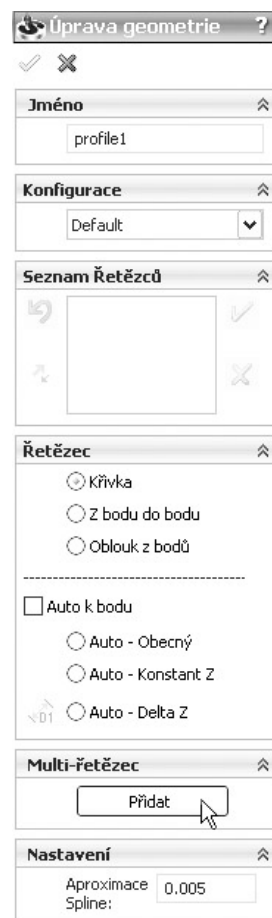 Úprava geometrie ?
Jméno
profile1
Konfigurace
Default
Seznam Řetězců
Řetězec
Křivka
Z bodu do bodu
Oblouk z bodů
Auto k bodu
Auto - Obecný
Auto - Konstant Z
D1 Auto - Delta Z
Multi-řetězec
Přidat
Nastavení
Aproximace 0.005
Spline: